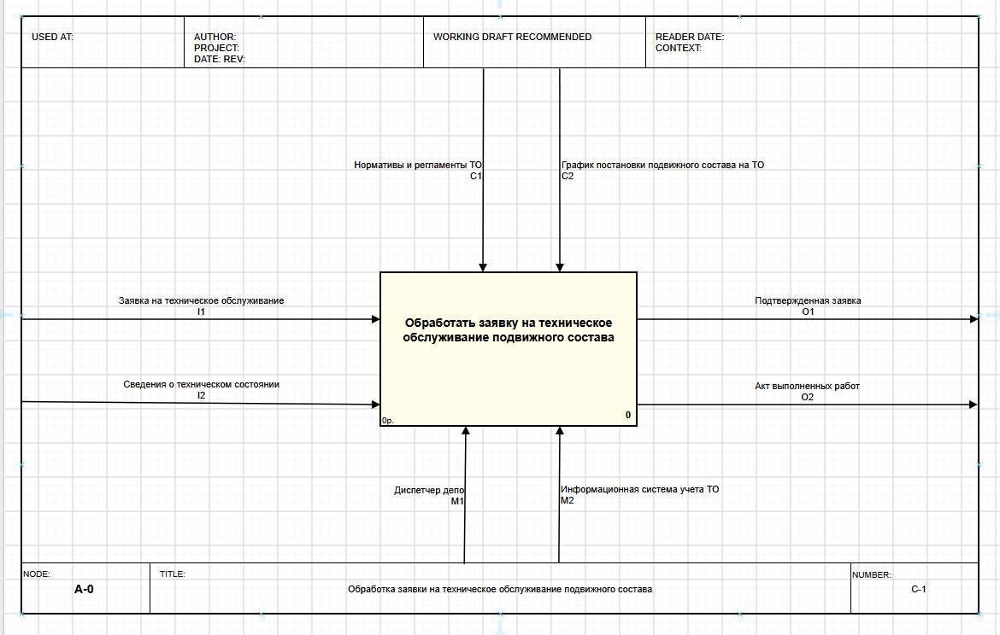 USED AT:
AUTHOR:
PROJECT:
DATE: REV:
WORKING DRAFT RECOMMENDED
READER DATE:
CONTEXT:
Нормативы и регламенты ТО
C1
График постановки подвижного состава на ТО
C2
Заявка на техническое обслуживание
I1
Сведения о техническом состоянии
I2
Обработать заявку на техническое
обслуживание подвижного состава
0р.
0
Подтвержденная заявка
O1
Акт выполненных работ
O2
Диспетчер депо
M1
Информационная система учета ТО
M2
NODE:
A-0
TITLE:
Обработка заявки на техническое обслуживание подвижного состава
NUMBER:
C-1